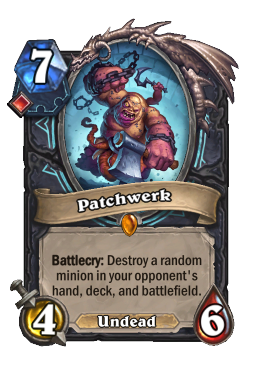 7
Patchwerk
Battlecry: Destroy a random
minion in your opponent's
hand, deck, and battlefield.
4
Undead
6